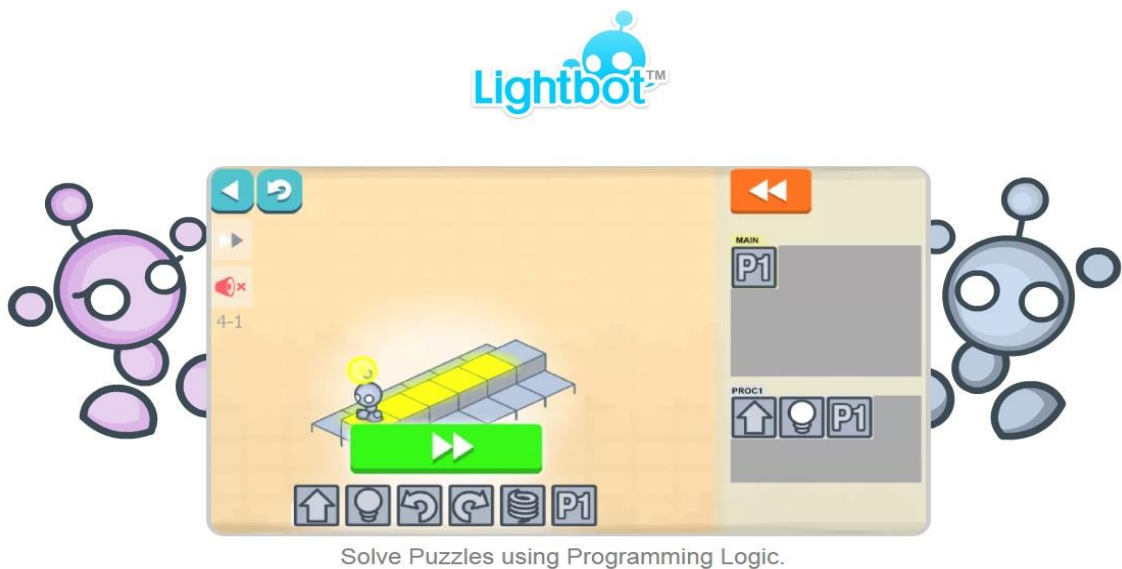 Lightbot™
4-1
MAIN
P1
PROC1
P1
P1
Solve Puzzles using Programming Logic.